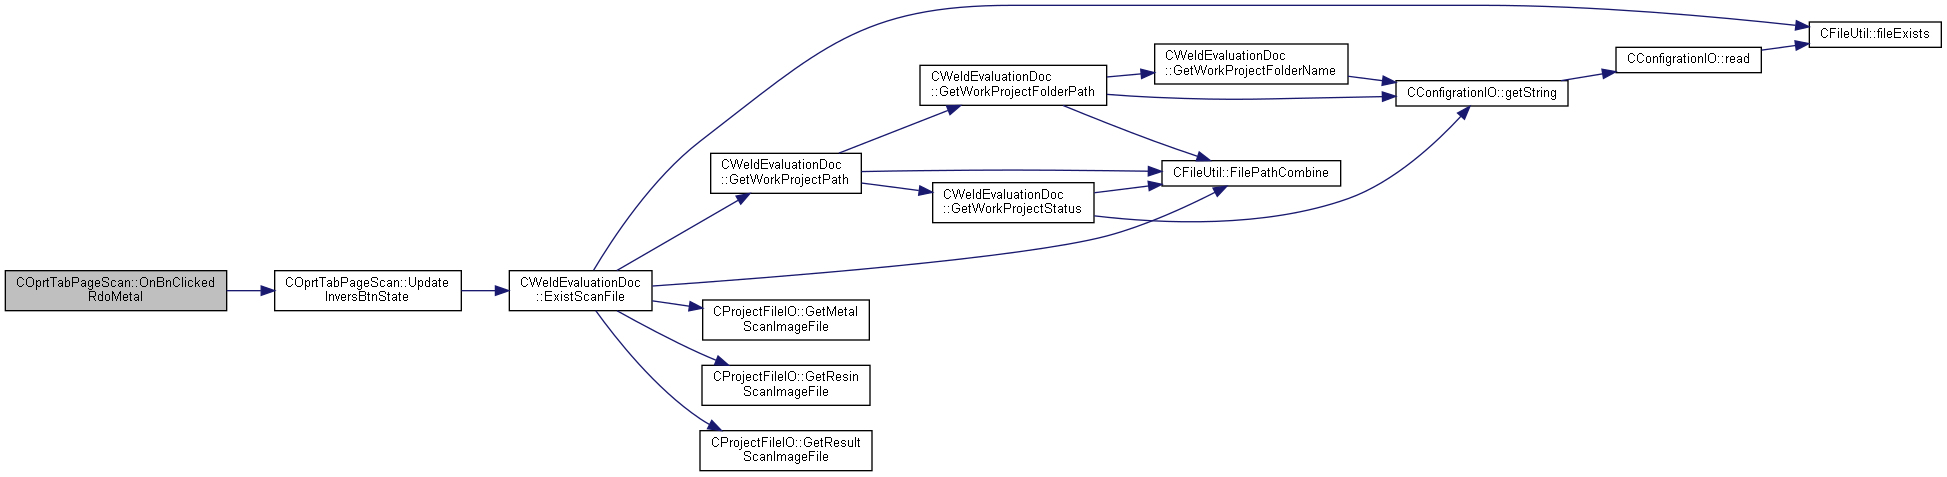 COprtTabPageScan::OnBnClicked
RdoMetal
COprtTabPageScan::Update
InversBtnState
CWeldEvaluationDoc
::ExistScanFile
CWeldEvaluationDoc
::GetWorkProjectPath
CWeldEvaluationDoc
::GetWorkProjectFolderPath
CWeldEvaluationDoc
::GetWorkProjectFolderName
CConfigrationIO::getString
CConfigrationIO::read
CFileUtil::fileExists
CFileUtil::FilePathCombine
CWeldEvaluationDoc
::GetWorkProjectStatus
CProjectFileIO::GetMetal
ScanImageFile
CProjectFileIO::GetResin
ScanImageFile
CProjectFileIO::GetResult
ScanImageFile